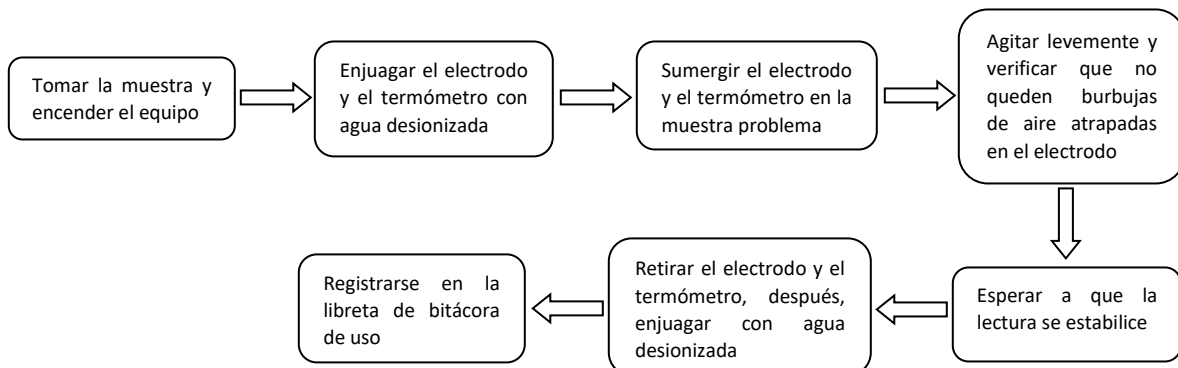 Tomar la muestra y
encender el equipo
Enjuagar el electrodo
y el termómetro con
agua desionizada
Sumergir el electrodo
y el termómetro en la
muestra problema
Agitar levemente y
verificar que no
queden burbujas
de aire atrapadas
en el electrodo
Esperar a que la
lectura se estabilice
Retirar el electrodo y el
termómetro, después,
enjuagar con agua
desionizada
Registrarse en la
libreta de bitácora
de uso